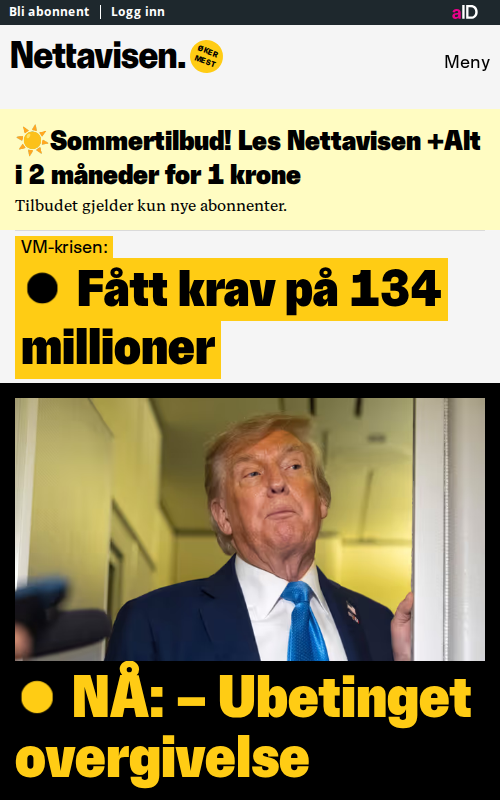 Bli abonnent | Logg inn
aID
Nettavisen.
ØKER
MEST
Meny
☀️Sommertilbud! Les Nettavisen +Alt
i 2 måneder for 1 krone
Tilbudet gjelder kun nye abonnenter.
VM-krisen:
● Fått krav på 134
millioner
● NÅ: – Ubetinget
overgivelse